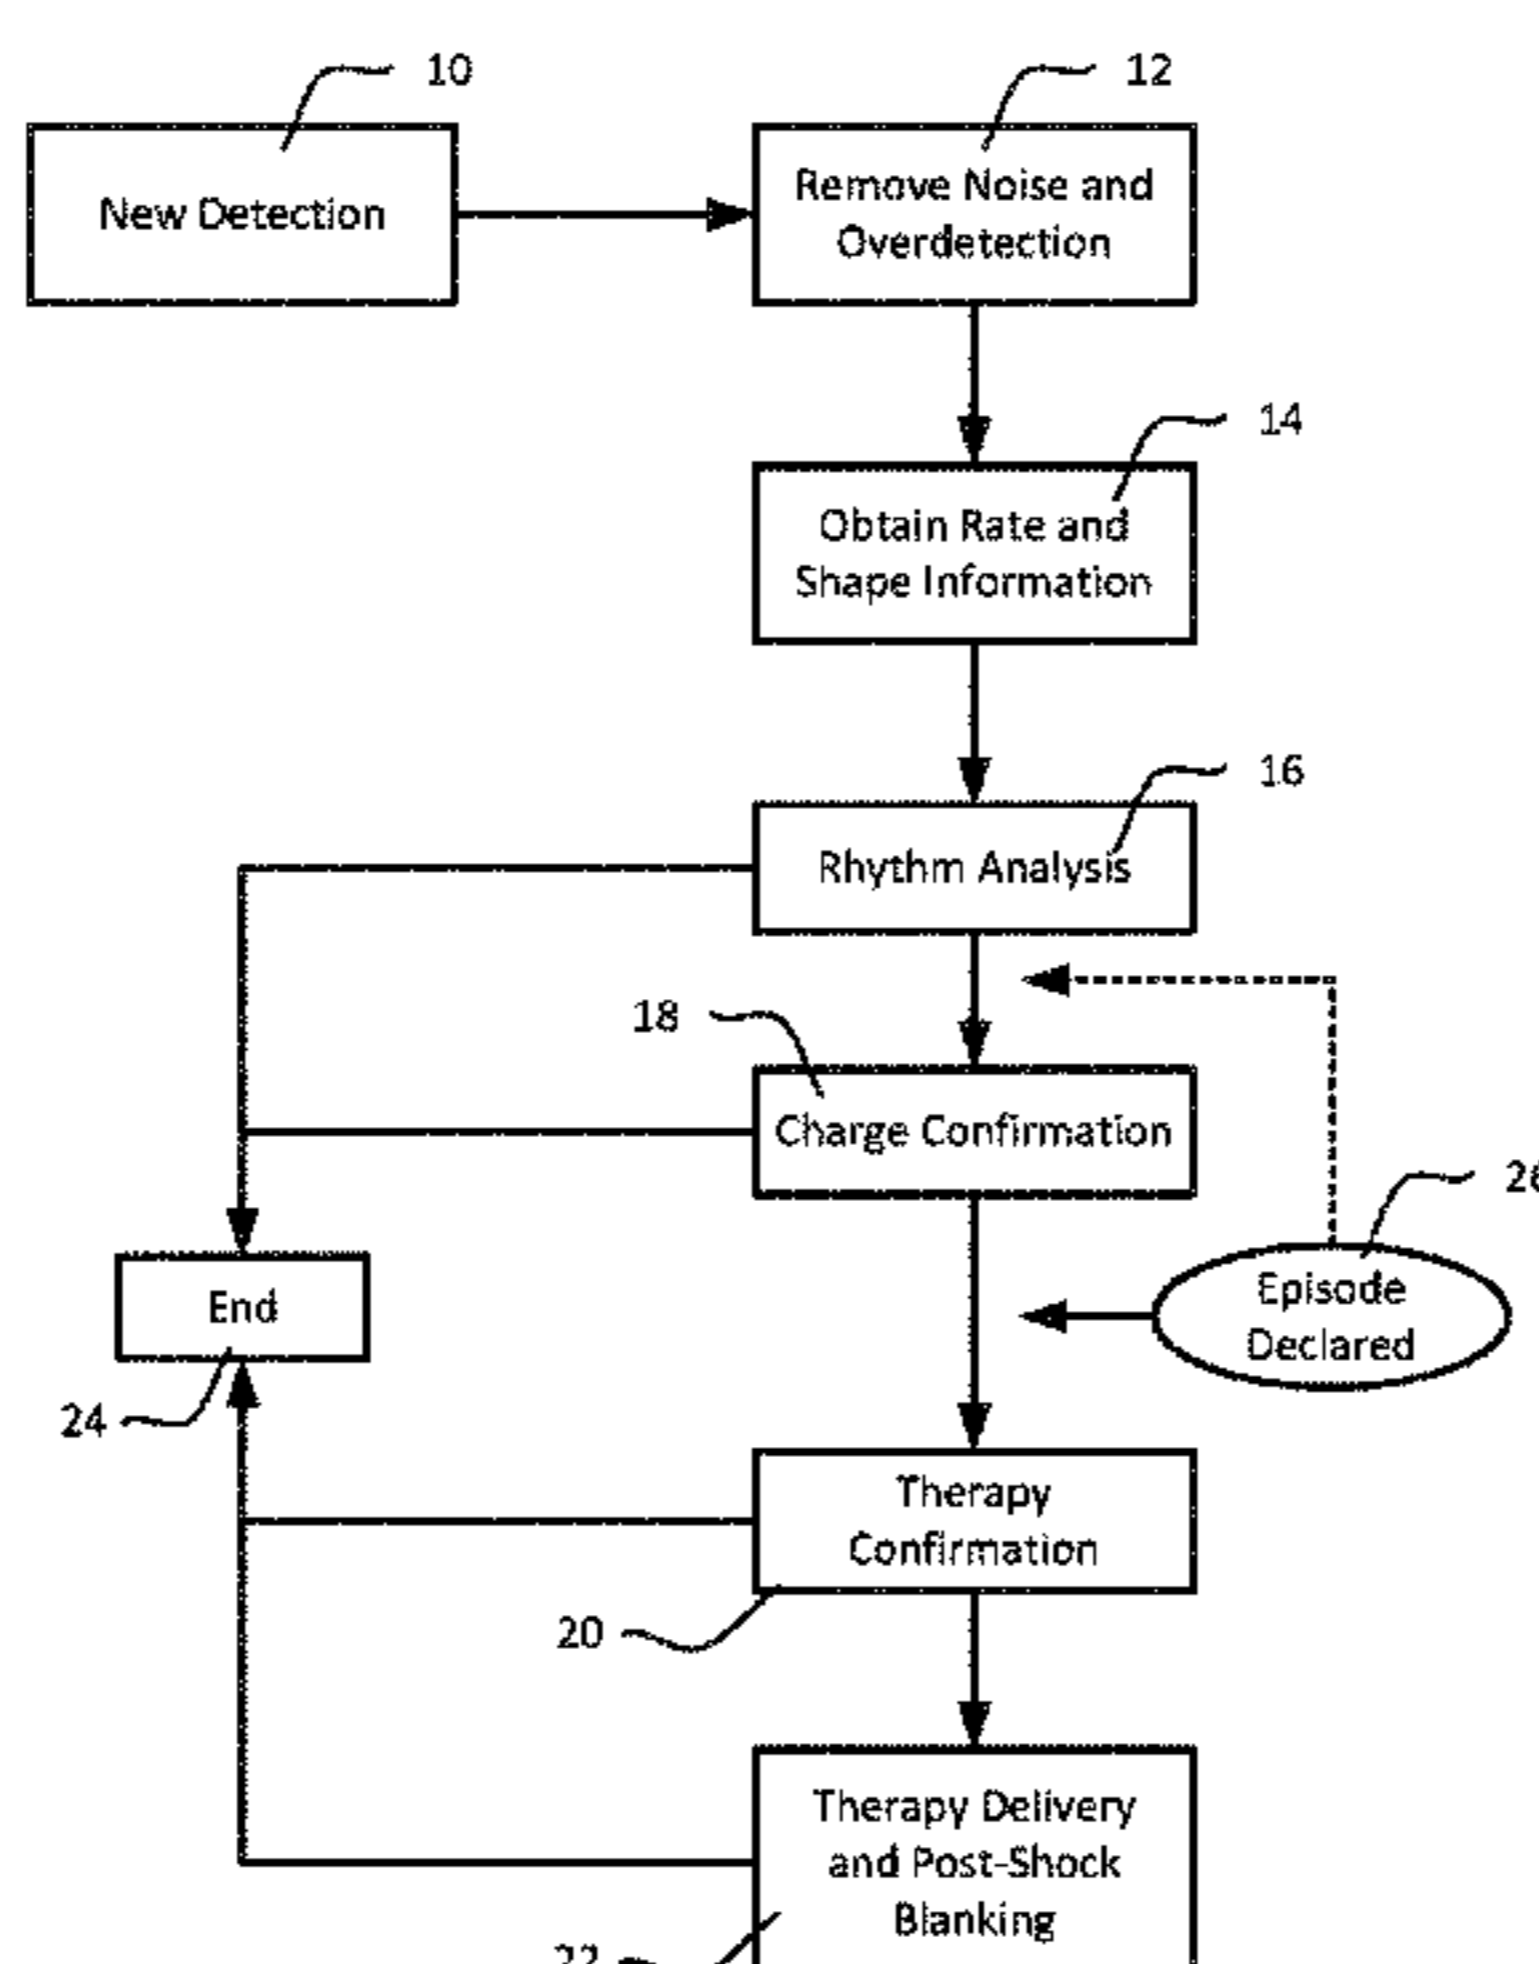 10
12
New Detection
Remove Noise and
Overdetection
14
Obtain Rate and
Shape Information
16
Rhythm Analysis
18
Charge Confirmation
Episode
Declared
End
24
Therapy
Confirmation
20
Therapy Delivery
and Post-Shock
Blanking